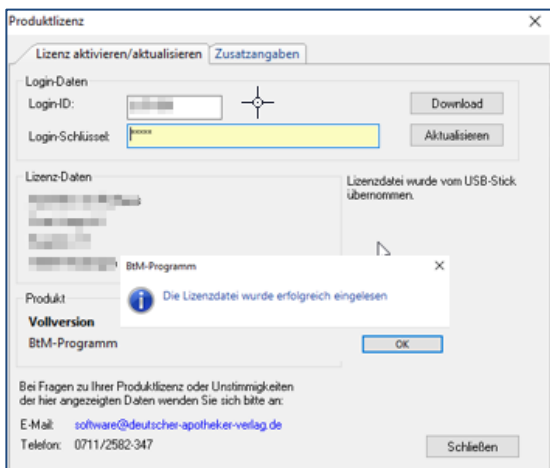 Produktlizenz
Lizenz aktivieren/aktualisieren
Zusatzangaben
Login-Daten
Login-ID:
Download
Login-Schlüssel:
*****
Aktualisieren
Lizenz-Daten
Lizenzdatei wurde vom USB-Stick
übernommen.
BtM-Programm
Die Lizenzdatei wurde erfolgreich eingelesen
OK
Produkt
Vollversion
BtM-Programm
Bei Fragen zu Ihrer Produktlizenz oder Unstimmigkeiten
der hier angezeigten Daten wenden Sie sich bitte an:
E-Mail: software@deutscher-apotheker-verlag.de
Telefon: 0711/2582-347
Schließen